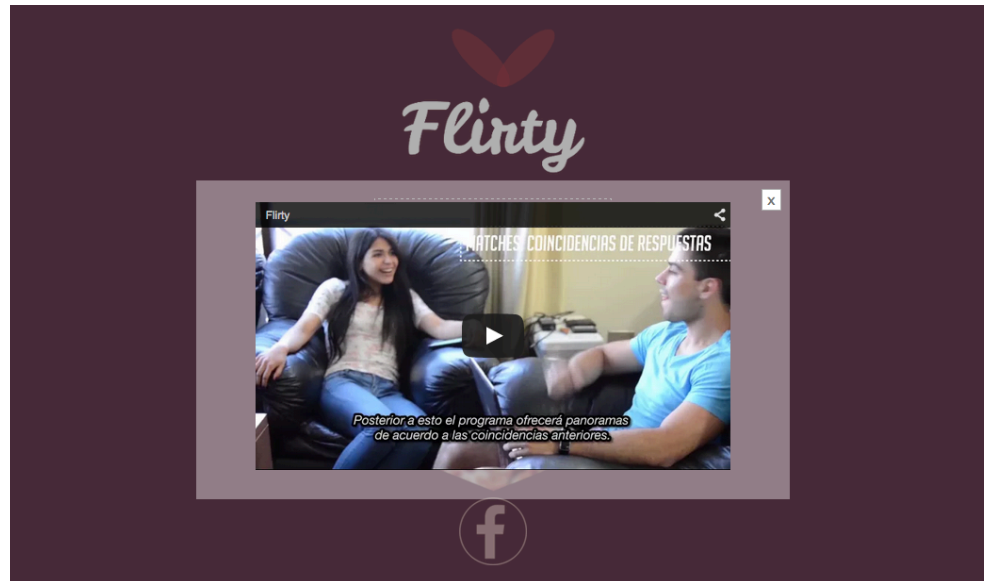 Flirty
x
Flirty
MATCHES: COINCIDENCIAS DE RESPUESTAS
Posterior a esto el programa ofrecerá panoramas
de acuerdo a las coincidencias anteriores.
f